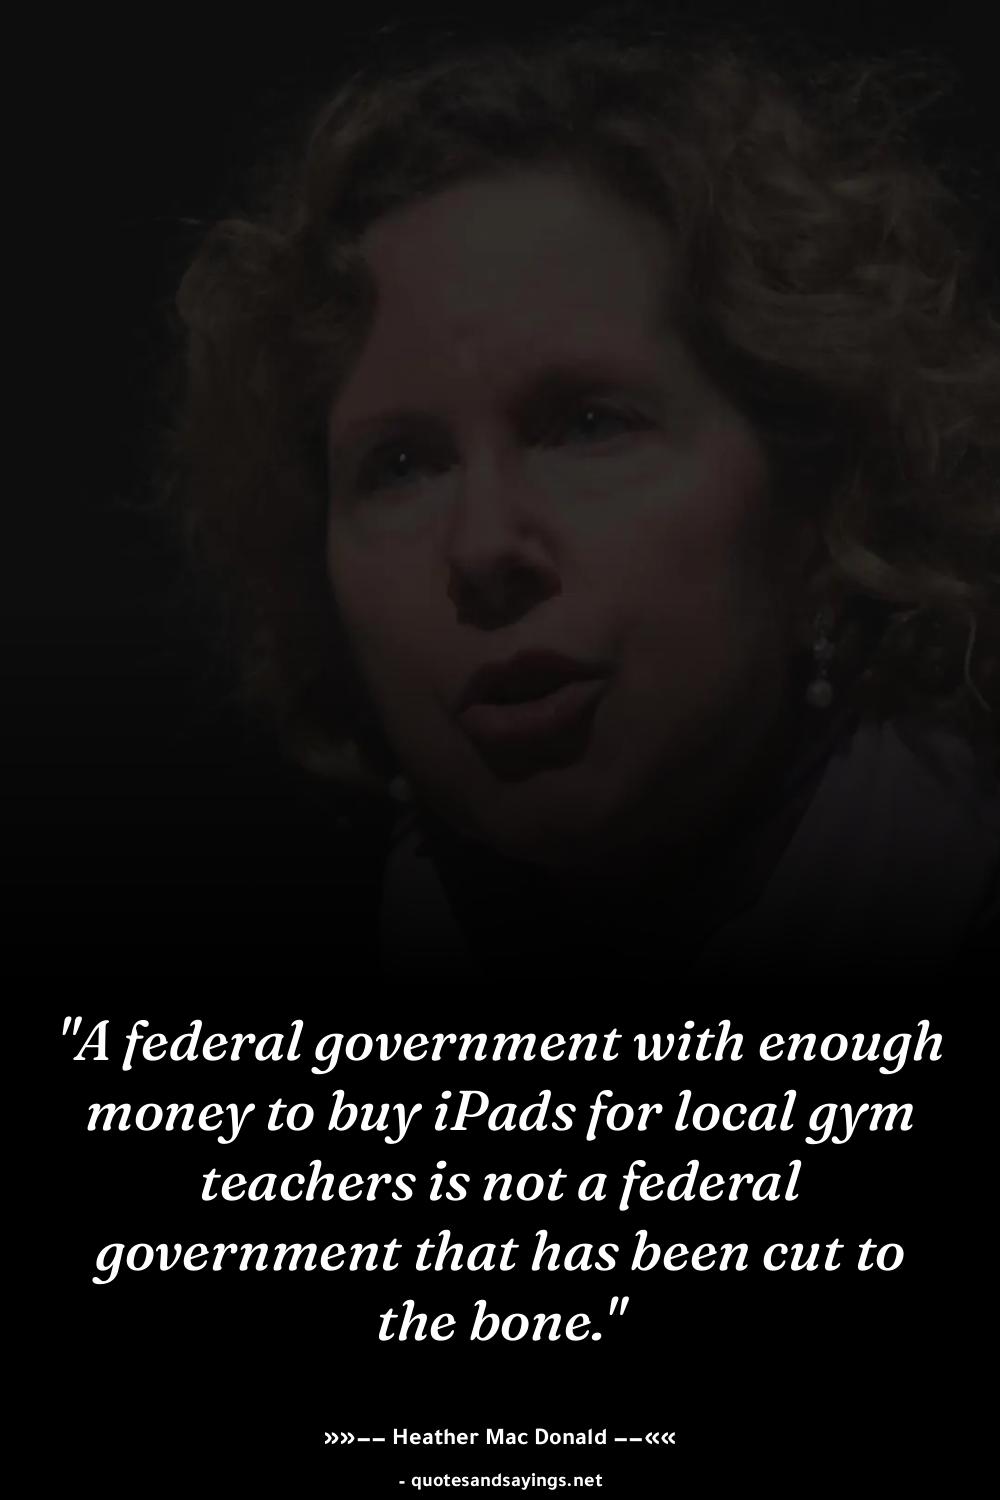 "A federal government with enough
money to buy iPads for local gym
teachers is not a federal
government that has been cut to
the bone."
»»–– Heather Mac Donald ––««
- quotesandsayings.net